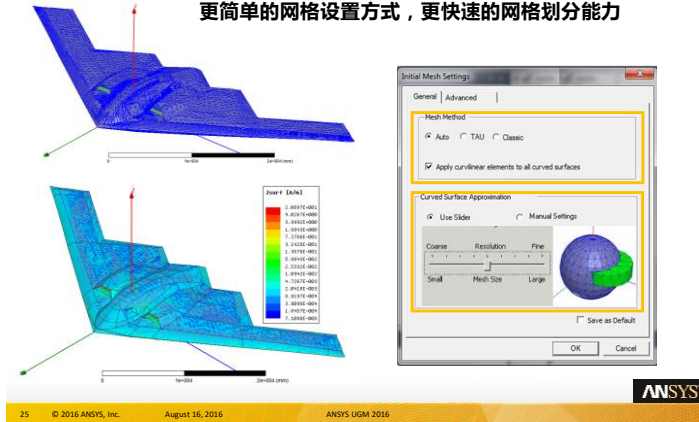 更简单的网格设置方式，更快速的网格划分能力
0
1e+004
2e+004 (mm)
Jsurf [A/m]
0
1e+004
2e+004 (mm)
Initial Mesh Settings
General
Advanced
Mesh Method
Auto
TAU
Classic
Apply curvilinear elements to all curved surfaces
Curved Surface Approximation
Use Slider
Manual Settings
Coarse
Resolution
Fine
Small
Mesh Size
Large
Save as Default
OK
Cancel
ANSYS
25
© 2016 ANSYS, Inc.
August 16, 2016
ANSYS UGM 2016